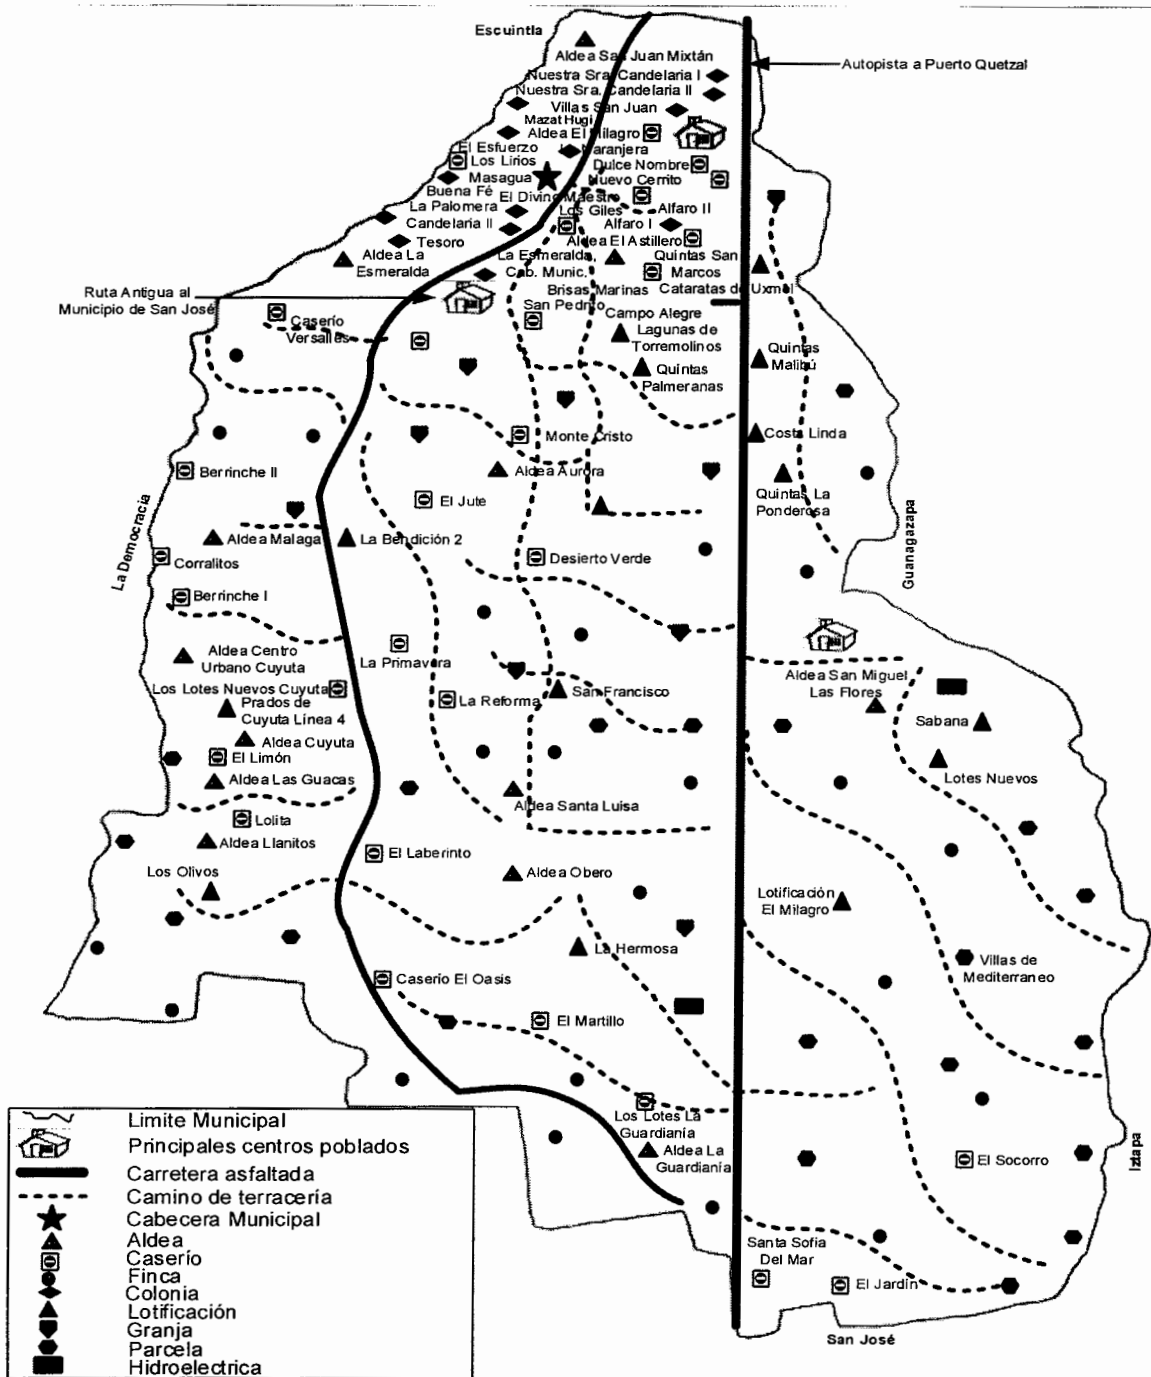 Escuintla
Aldea San Juan Mixtán
Autopista a Puerto Quetzal
Nuestra Sra. Candelaria I
Nuestra Sra. Candelaria II
Villas San Juan
Mazat Hugi
Aldea El Milagro
El Esfuerzo
Naranjera
Los Lirios
Dulce Nombre
Masagua
Nuevo Cerrito
Buena Fé
El Divino Maestro
La Palomera
Los Giles
Alfaro II
Candelaria II
Alfaro I
Tesoro
Aldea El Astillero
Aldea La
Esmeralda
La Esmeralda,
Cab. Munic.
Quintas San
Marcos
Brisas Marinas
Cataratas de Uxmal
Ruta Antigua al
Municipio de San José
San Pedrito
Campo Alegre
Caserío
Versalles
Lagunas de
Torremolinos
Quintas
Malibú
Quintas
Palmeranas
Monte Cristo
Costa Linda
Berrinche II
Aldea Aurora
El Jute
Quintas La
Ponderosa
La Democracia
Guanagazapa
Aldea Malaga
La Bendición 2
Corralitos
Desierto Verde
Berrinche I
Aldea Centro
Urbano Cuyuta
La Primavera
Aldea San Miguel
Las Flores
Los Lotes Nuevos Cuyuta
La Reforma
San Francisco
Prados de
Cuyuta Línea 4
Sabana
Aldea Cuyuta
El Limón
Aldea Las Guacas
Lotes Nuevos
Aldea Santa Luisa
Lolita
Aldea Llanitos
El Laberinto
Los Olivos
Aldea Obero
Lotificación
El Milagro
La Hermosa
Villas de
Mediterraneo
Caserío El Oasis
El Martillo
Los Lotes La
Guardianía
Aldea La
Guardianía
El Socorro
Iztapa
Santa Sofia
Del Mar
El Jardín
San José
Limite Municipal
Principales centros poblados
Carretera asfaltada
Camino de terracería
Cabecera Municipal
Aldea
Caserío
Finca
Colonia
Lotificación
Granja
Parcela
Hidroelectrica